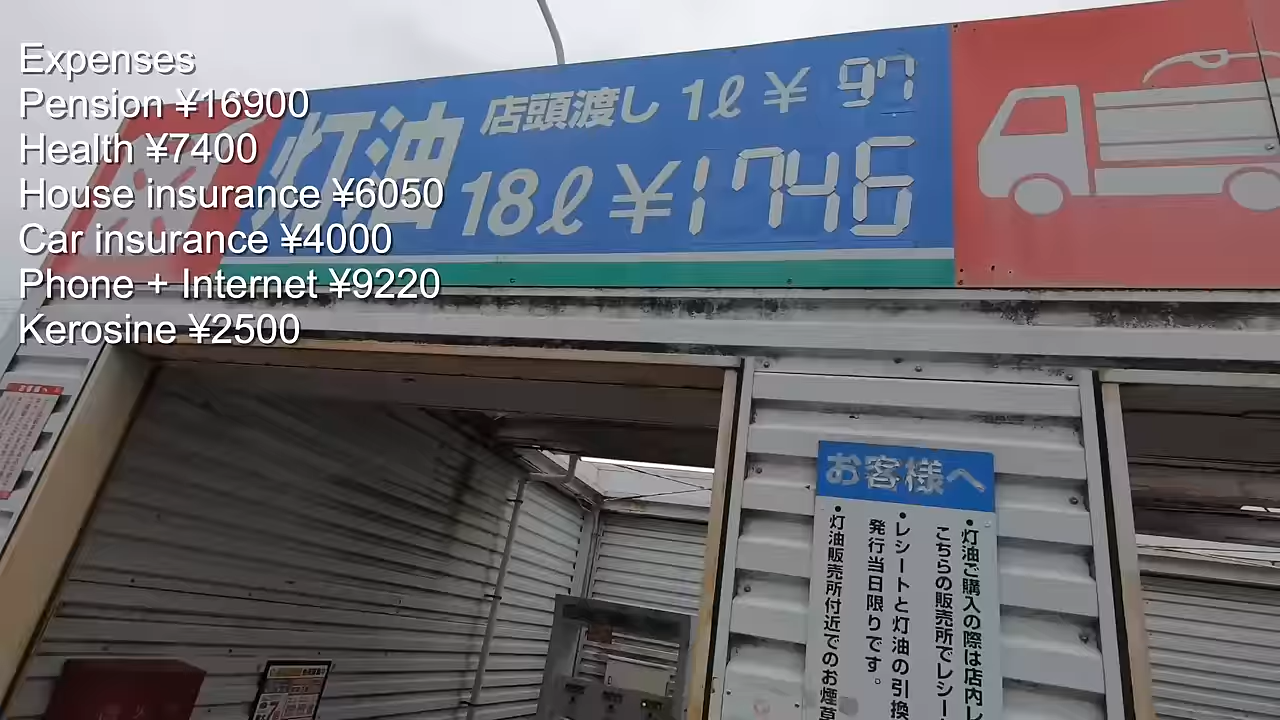 Expenses
Pension ¥16900
Health ¥7400
House insurance ¥6050
Car insurance ¥4000
Phone + Internet ¥9220
Kerosine ¥2500
灯油
店頭渡し 1ℓ ¥ 97
18ℓ ¥1746
お客様へ
•灯油ご購入の際は店内レ
こちらの販売所でレシー
•レシートと灯油の引換
発行当日限りです。
•灯油販売所付近でのお煙草